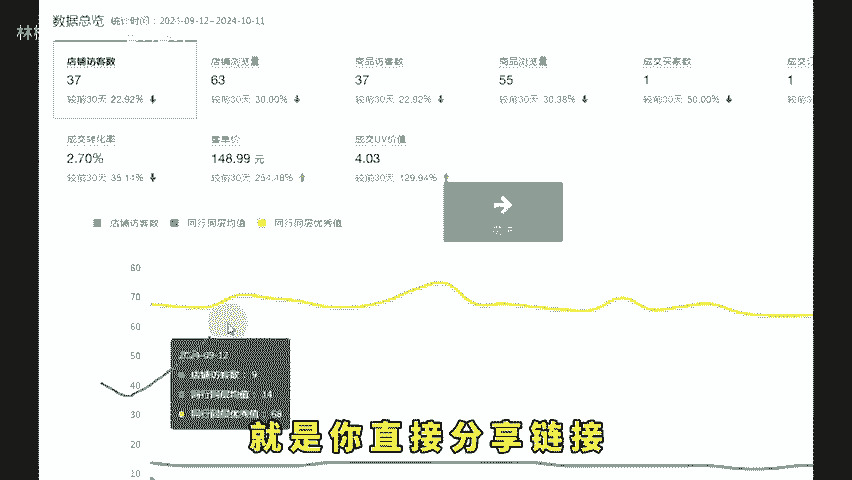 数据总览 统计时间：2024-09-12~2024-10-11
林
店铺访客数 店铺浏览量 商品访客数 商品浏览量 成交买家数 成交
37 63 37 55 1 1
较前30天 22.92% 较前30天 30.00% 较前30天 22.92% 较前30天 30.38% 较前30天 50.00% 较前30
成交转化率 客单价 成交UV价值
2.70% 148.99 元 4.03
较前30天 35.14% 较前30天 254.48% 较前30天 129.94%
店铺访客数 同行同层均值 同行同层优秀值
60
70
60
50
40
30
20
10
2024-09-12
店铺访客数：9
同行同层均值：14
同行同层优秀值：68
就是你直接分享链接